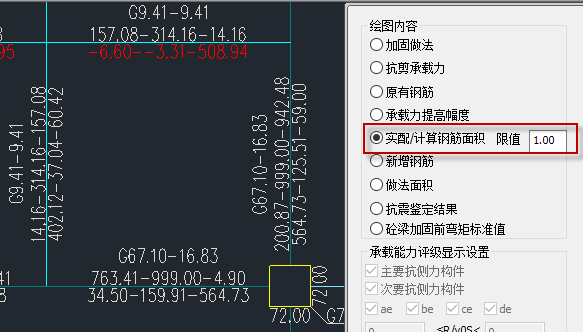 G9.41-9.41
157.08-314.16-14.16
-6.60--3.31-508.94
G9.41-9.41
14.16-314.16-157.08
402.12-37.04-60.42
G67.10-16.83
200.87-999.00-942.48
564.73-125.51-59.00
G67.10-16.83
763.41-999.00-4.90
34.50-159.91-564.73
72.00
72.00
绘图内容
加固做法
抗剪承载力
原有钢筋
承载力提高幅度
实配/计算钢筋面积 限值 1.00
新增钢筋
做法面积
抗震鉴定结果
砼梁加固前弯矩标准值
承载能力评级显示设置
主要抗侧力构件
次要抗侧力构件
ae be ce de